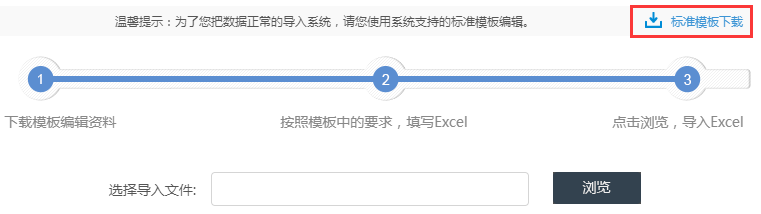 温馨提示：为了您把数据正常的导入系统，请您使用系统支持的标准模板编辑。 标准模板下载
1 2 3
下载模板编辑资料 按照模板中的要求，填写Excel 点击浏览，导入Excel
选择导入文件: 浏览